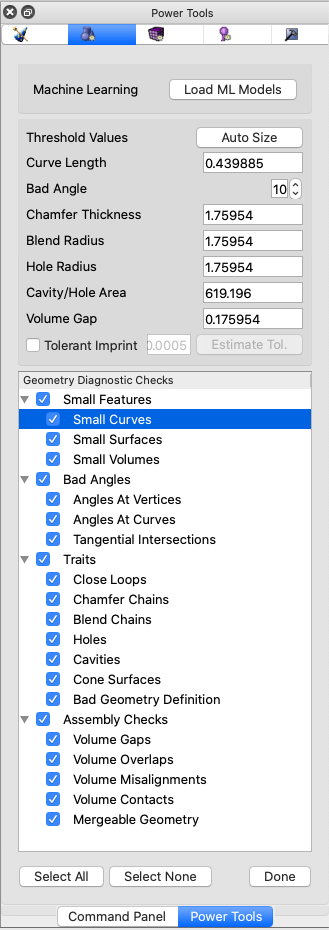 Power Tools
Machine Learning Load ML Models
Threshold Values Auto Size
Curve Length 0.439885
Bad Angle 10
Chamfer Thickness 1.75954
Blend Radius 1.75954
Hole Radius 1.75954
Cavity/Hole Area 619.196
Volume Gap 0.175954
Tolerant Imprint 0.0005 Estimate Tol.
Geometry Diagnostic Checks
Small Features
Small Curves
Small Surfaces
Small Volumes
Bad Angles
Angles At Vertices
Angles At Curves
Tangential Intersections
Traits
Close Loops
Chamfer Chains
Blend Chains
Holes
Cavities
Cone Surfaces
Bad Geometry Definition
Assembly Checks
Volume Gaps
Volume Overlaps
Volume Misalignments
Volume Contacts
Mergeable Geometry
Select All Select None Done
Command Panel Power Tools